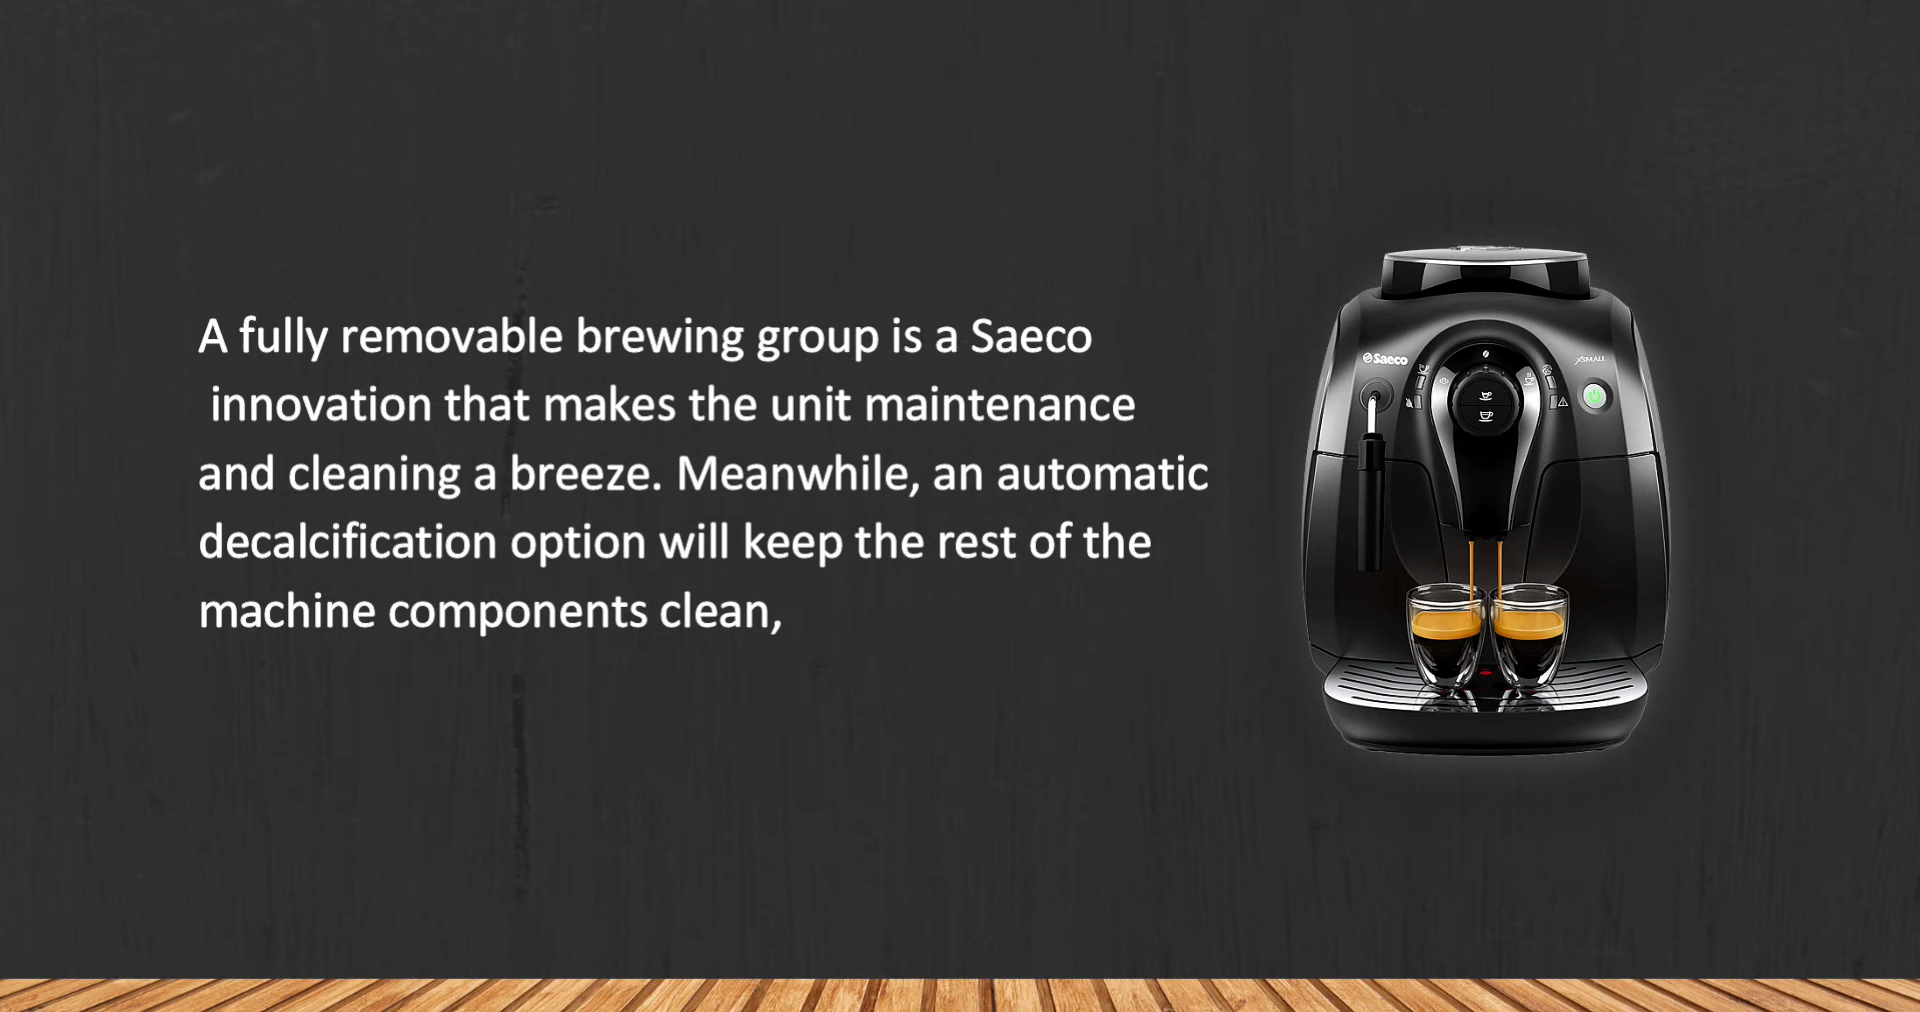 A fully removable brewing group is a Saeco
innovation that makes the unit maintenance
and cleaning a breeze. Meanwhile, an automatic
decalcification option will keep the rest of the
machine components clean,
Saeco
XSMALL